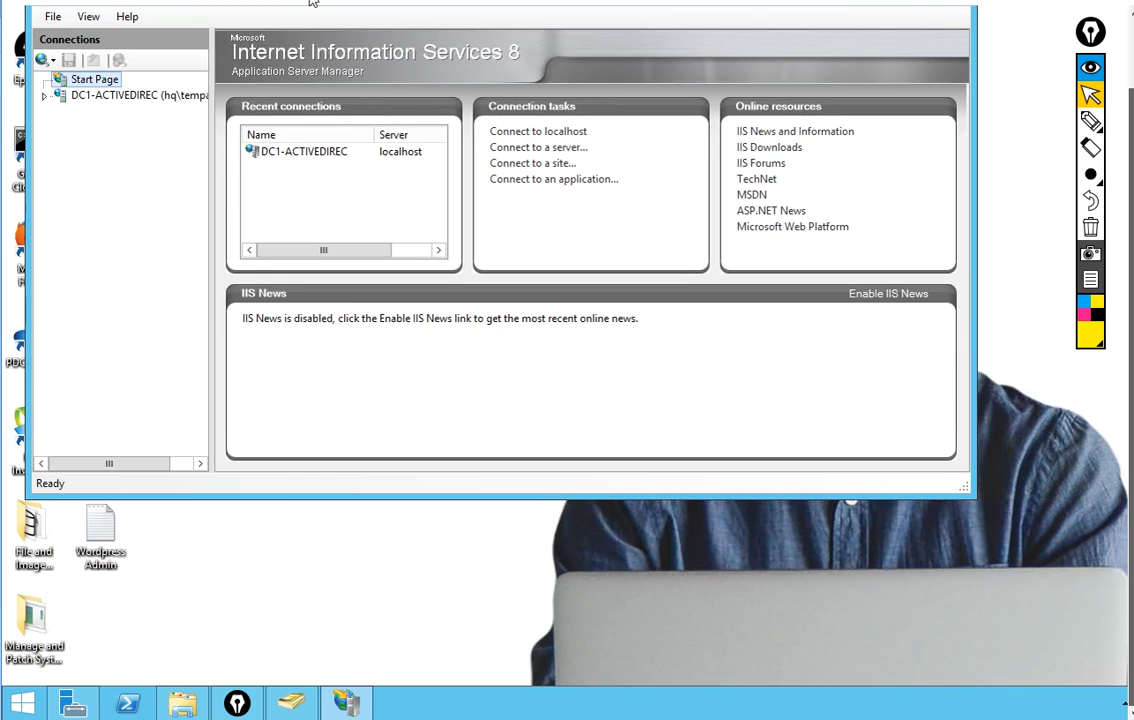 File View Help
Connections
Start Page
DC1-ACTIVEDIREC (hq\tempa
Microsoft
Internet Information Services 8
Application Server Manager
Recent connections
Name Server
DC1-ACTIVEDIREC localhost
Connection tasks
Connect to localhost
Connect to a server...
Connect to a site...
Connect to an application...
Online resources
IIS News and Information
IIS Downloads
IIS Forums
TechNet
MSDN
ASP.NET News
Microsoft Web Platform
IIS News Enable IIS News
IIS News is disabled, click the Enable IIS News link to get the most recent online news.
Ready
File and
Image...
Wordpress
Admin
Manage and
Patch Syst...